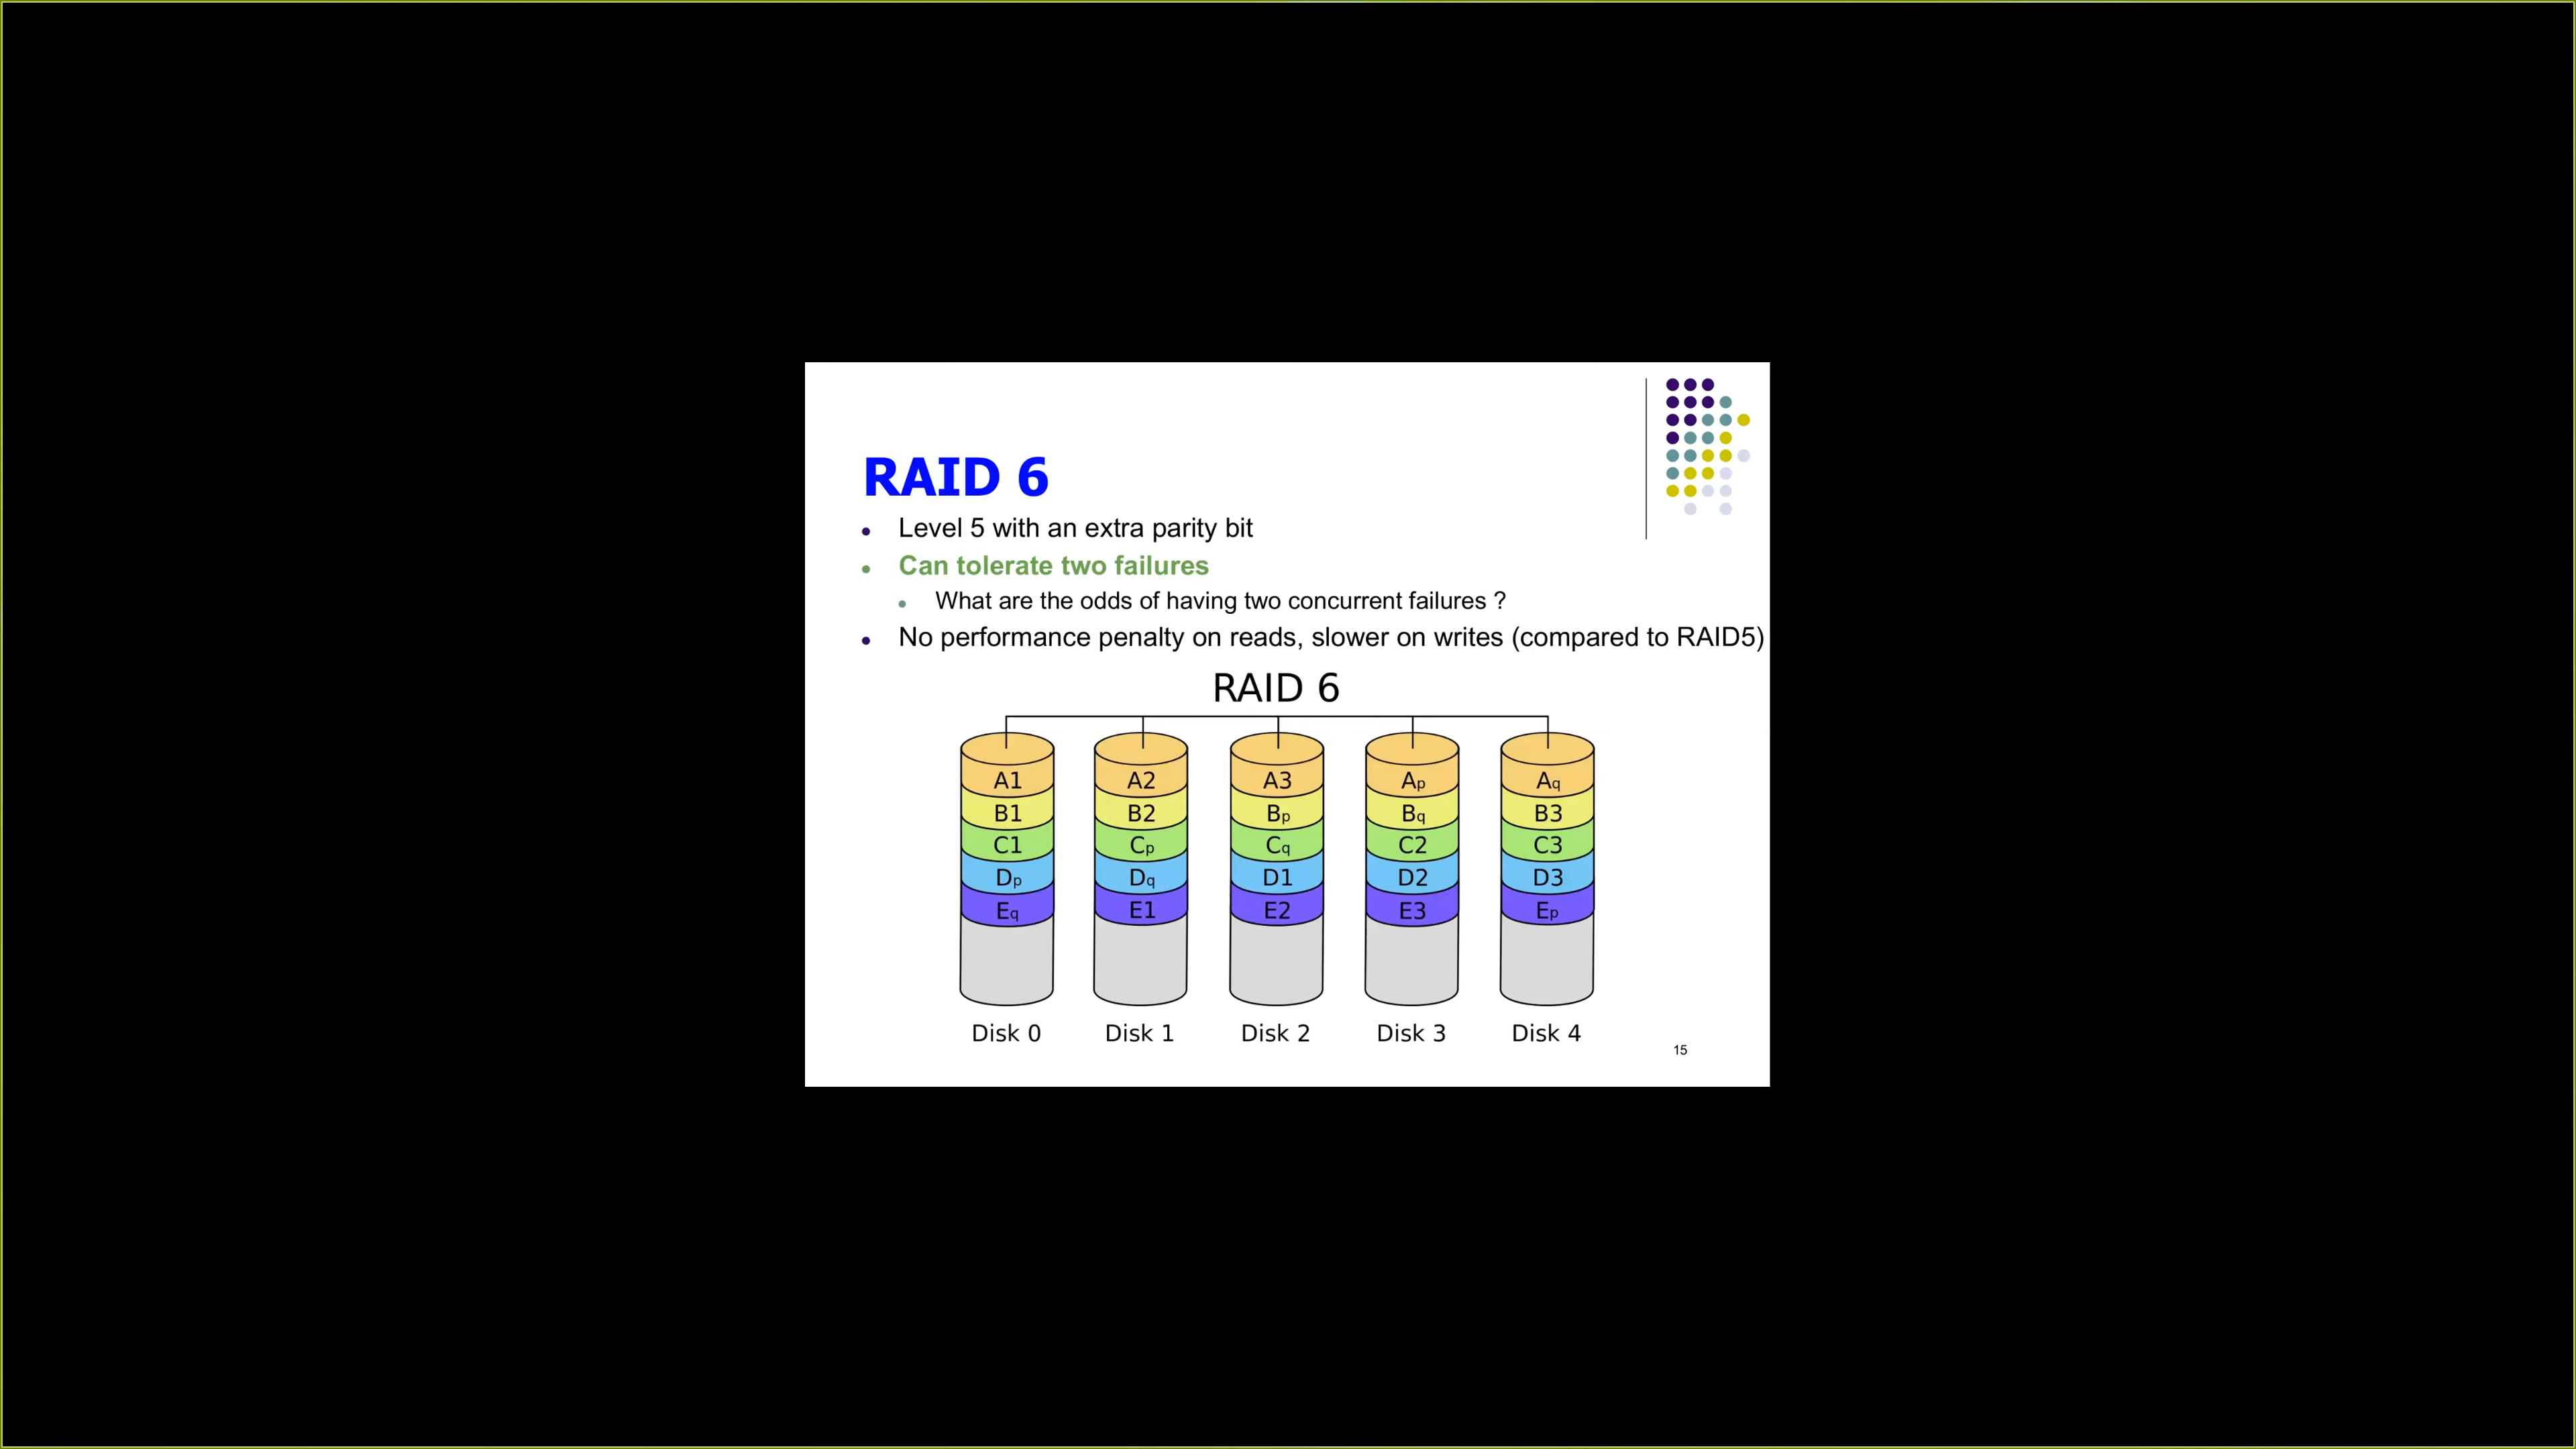 RAID 6
Level 5 with an extra parity bit
Can tolerate two failures
What are the odds of having two concurrent failures ?
No performance penalty on reads, slower on writes (compared to RAID5)
RAID 6
A1 A2 A3 Ap Aq
B1 B2 Bp Bq B3
C1 Cp Cq C2 C3
Dp Dq D1 D2 D3
Eq E1 E2 E3 Ep
Disk 0 Disk 1 Disk 2 Disk 3 Disk 4
15